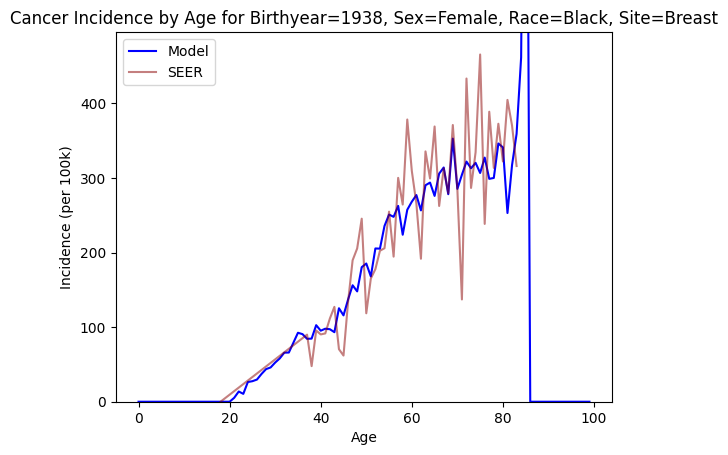 Cancer Incidence by Age for Birthyear=1938, Sex=Female, Race=Black, Site=Breast
Model
SEER
400
300
200
100
0
Incidence (per 100k)
0 20 40 60 80 100
Age